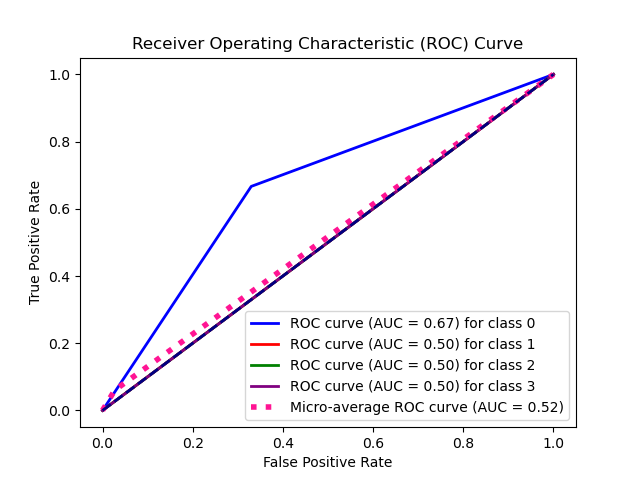 Receiver Operating Characteristic (ROC) Curve
True Positive Rate
1.0
0.8
0.6
0.4
0.2
0.0
ROC curve (AUC = 0.67) for class 0
ROC curve (AUC = 0.50) for class 1
ROC curve (AUC = 0.50) for class 2
ROC curve (AUC = 0.50) for class 3
Micro-average ROC curve (AUC = 0.52)
0.0 0.2 0.4 0.6 0.8 1.0
False Positive Rate